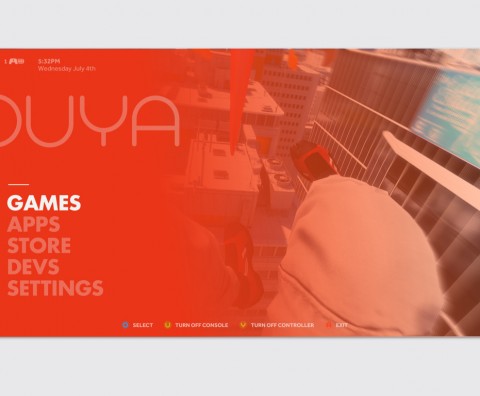 5:32PM
Wednesday July 4th
OUYA
GAMES
APPS
STORE
DEVS
SETTINGS
SELECT TURN OFF CONSOLE TURN OFF CONTROLLER EXIT